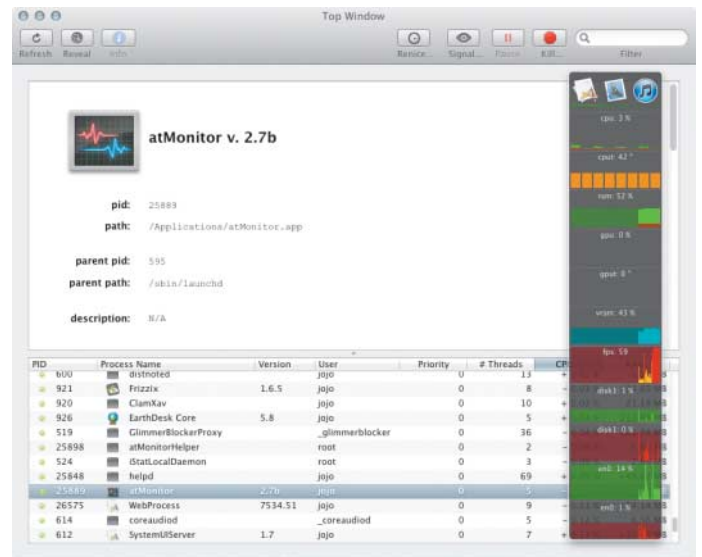 Top Window
Refresh Reveal Info Renice... Signal... Pause Kill... Filter
atMonitor v. 2.7b
pid: 25889
path: /Applications/atMonitor.app
parent pid: 595
parent path: /sbin/launchd
description: N/A
cpu: 3 %
cput: 42 °
ram: 52 %
gpu: 0 %
gput: 0 °
vram: 43 %
fps: 59
disk1: 1 %
disk1: 0 %
en0: 14 %
en0: 1 %
PID Process Name Version User Priority # Threads
600 distnoted jojo 0 13
921 Frizzix 1.6.5 jojo 0 8
920 ClamXav jojo 0 10
926 EarthDesk Core 5.8 jojo 0 5
519 GlimmerBlockerProxy _glimmerblocker 0 36
25898 atMonitorHelper root 0 2
524 iStatLocalDaemon root 0 3
25848 helpd jojo 0 69
25889 atMonitor 2.7b jojo 0 5
26575 WebProcess 7534.51 jojo 0 9
614 coreaudiod _coreaudiod 0 5
612 SystemUIServer 1.7 jojo 0 7